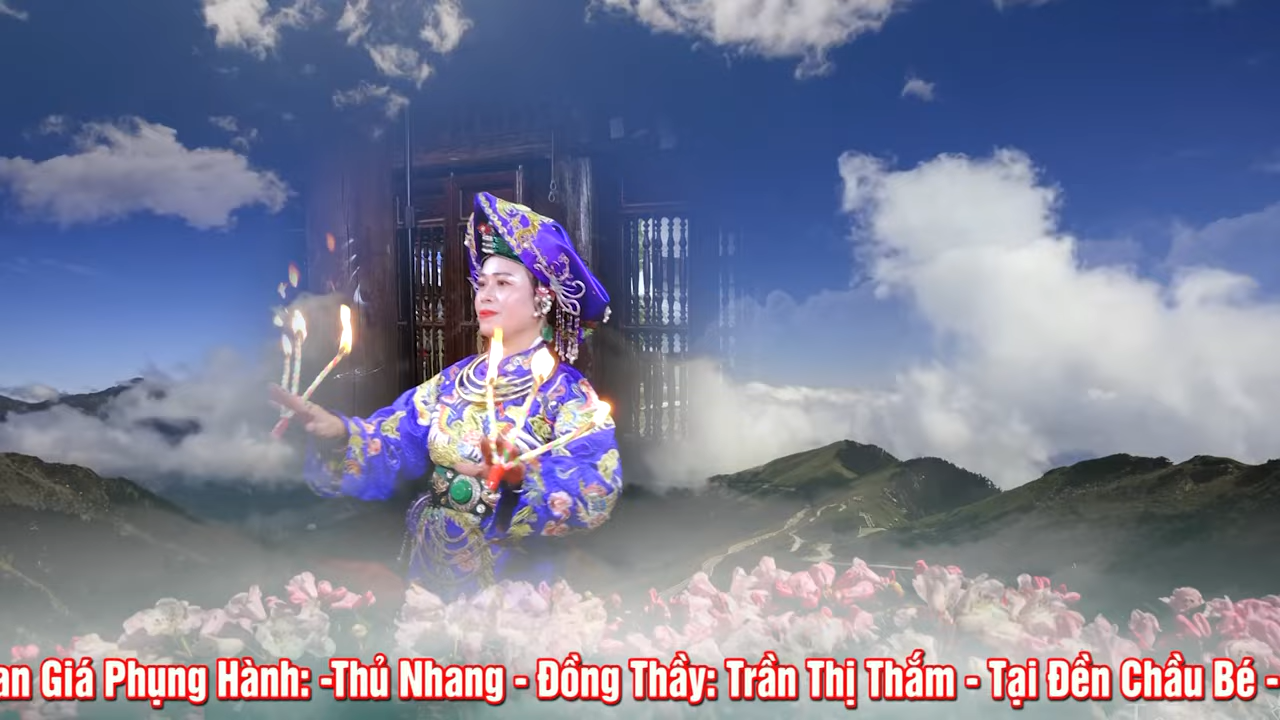 an Giá Phụng Hành: -Thủ Nhang - Đồng Thầy: Trần Thị Thắm - Tại Đền Chầu Bé -